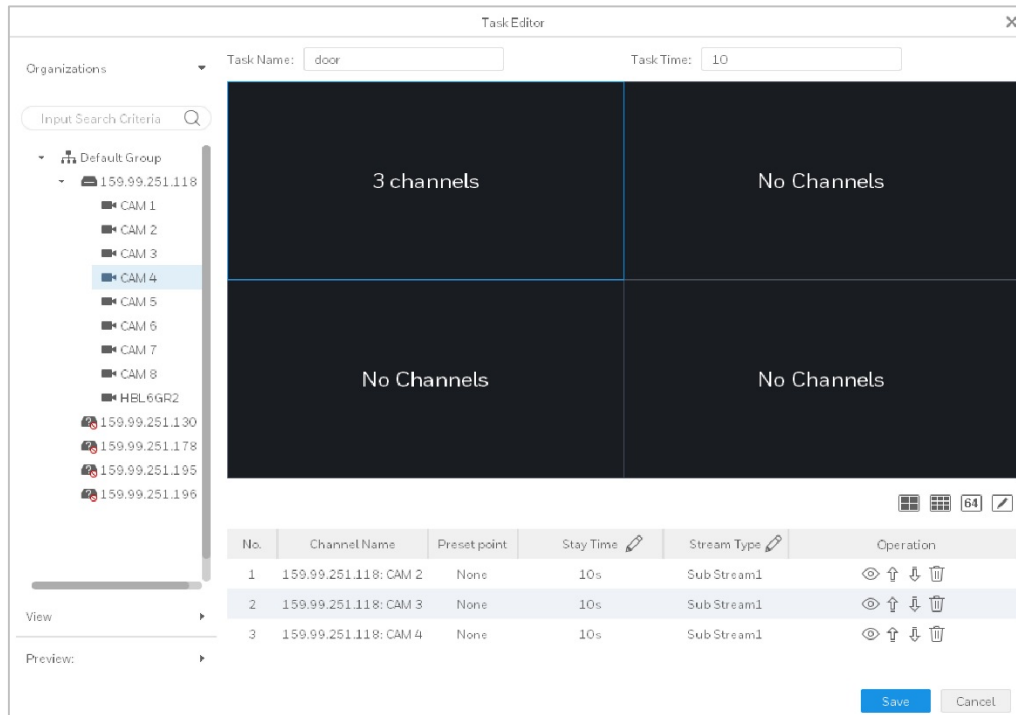 Task Editor
Organizations
Task Name: door
Task Time: 10
Input Search Criteria
Default Group
159.99.251.118
CAM 1
CAM 2
CAM 3
CAM 4
CAM 5
CAM 6
CAM 7
CAM 8
HBL6GR2
159.99.251.130
159.99.251.178
159.99.251.195
159.99.251.196
View
Preview:
3 channels
No Channels
No Channels
No Channels
64
No. Channel Name Preset point Stay Time Stream Type Operation
1 159.99.251.118: CAM 2 None 10s Sub Stream1
2 159.99.251.118: CAM 3 None 10s Sub Stream1
3 159.99.251.118: CAM 4 None 10s Sub Stream1
Save Cancel